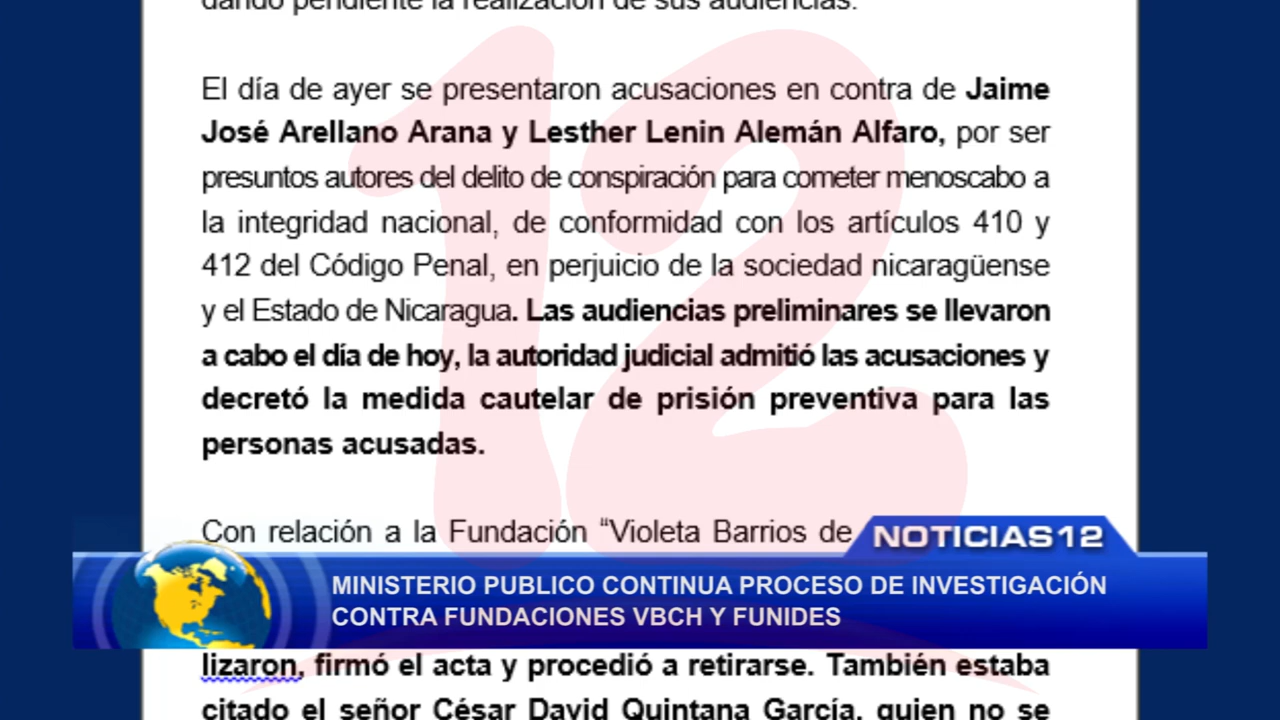 dando pendiente la realización de sus audiencias.
El día de ayer se presentaron acusaciones en contra de Jaime
José Arellano Arana y Lesther Lenin Alemán Alfaro, por ser
presuntos autores del delito de conspiración para cometer menoscabo a
la integridad nacional, de conformidad con los artículos 410 y
412 del Código Penal, en perjuicio de la sociedad nicaragüense
y el Estado de Nicaragua. Las audiencias preliminares se llevaron
a cabo el día de hoy, la autoridad judicial admitió las acusaciones y
decretó la medida cautelar de prisión preventiva para las
personas acusadas.
Con relación a la Fundación “Violeta Barrios de
NOTICIAS12
MINISTERIO PUBLICO CONTINUA PROCESO DE INVESTIGACIÓN
CONTRA FUNDACIONES VBCH Y FUNIDES
lizaron, firmó el acta y procedió a retirarse. También estaba
citado el señor César David Quintana García, quien no se
12